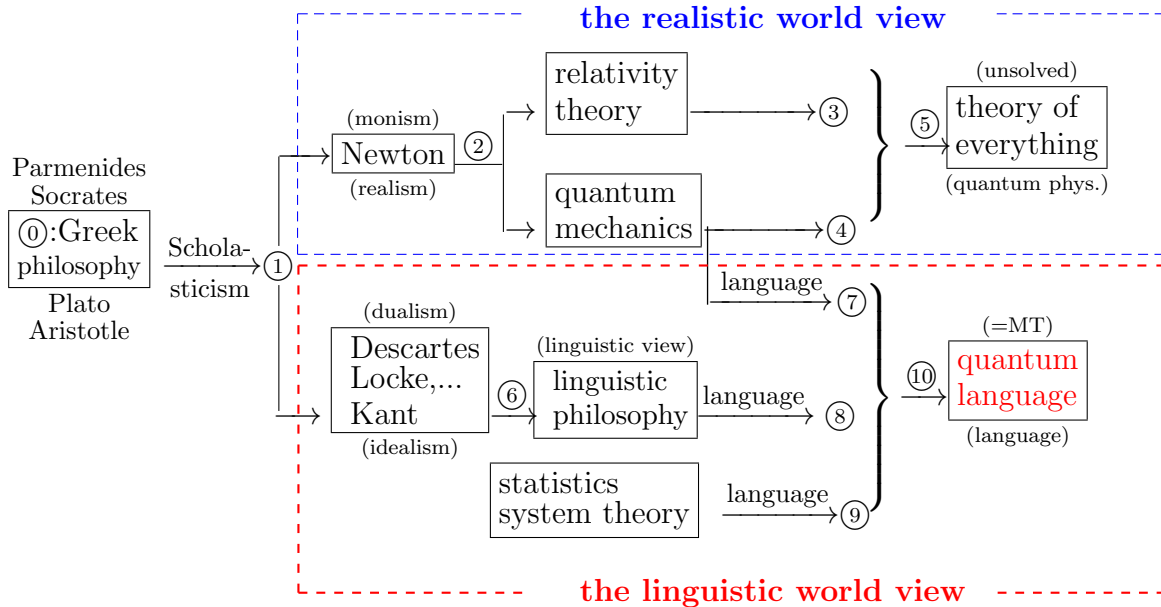 the realistic world view
Parmenides
Socrates
⓪:Greek
philosophy
Plato
Aristotle
Schola-
sticism
①
(monism)
Newton
(realism)
②
relativity
theory
③
quantum
mechanics
④
⑤
(unsolved)
theory of
everything
(quantum phys.)
language
⑦
(dualism)
Descartes
Locke,...
Kant
(idealism)
⑥
(linguistic view)
linguistic
philosophy
language
⑧
statistics
system theory
language
⑨
⑩
(=MT)
quantum
language
(language)
the linguistic world view